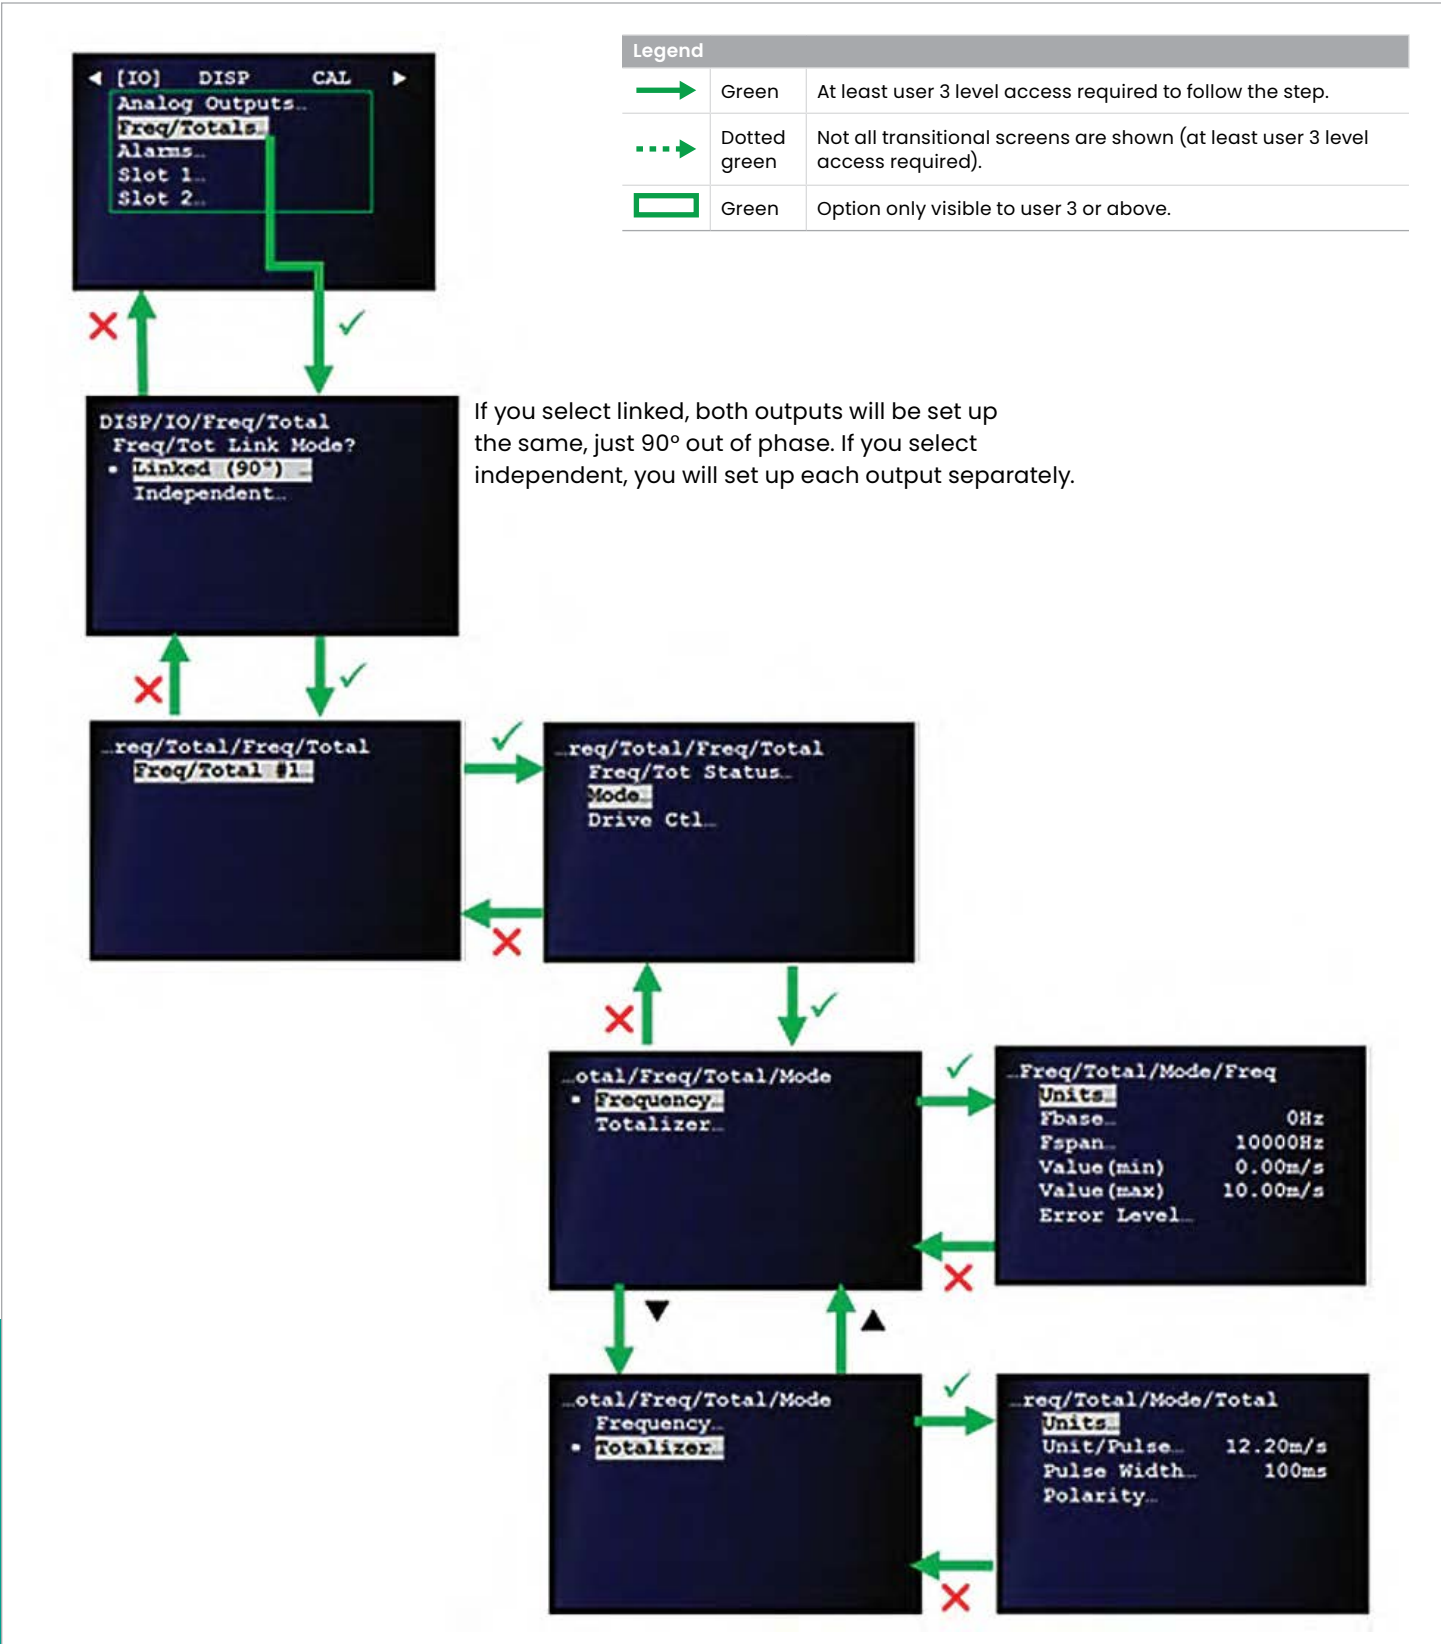 [IO] DISP CAL
Analog Outputs…
Freq/Totals…
Alarms…
Slot 1…
Slot 2…
Legend
Green At least user 3 level access required to follow the step.
Dotted green Not all transitional screens are shown (at least user 3 level
access required).
Green Option only visible to user 3 or above.
DISP/IO/Freq/Total
Freq/Tot Link Mode?
Linked (90°) …
Independent…
If you select linked, both outputs will be set up
the same, just 90° out of phase. If you select
independent, you will set up each output separately.
…req/Total/Freq/Total
Freq/Total #1…
…req/Total/Freq/Total
Freq/Tot Status…
Mode…
Drive Ctl…
…otal/Freq/Total/Mode
Frequency…
Totalizer…
…Freq/Total/Mode/Freq
Units…
Fbase… 0Hz
Fspan… 10000Hz
Value(min) 0.00m/s
Value(max) 10.00m/s
Error Level…
…otal/Freq/Total/Mode
Frequency…
Totalizer…
…req/Total/Mode/Total
Units…
Unit/Pulse… 12.20m/s
Pulse Width… 100ms
Polarity…